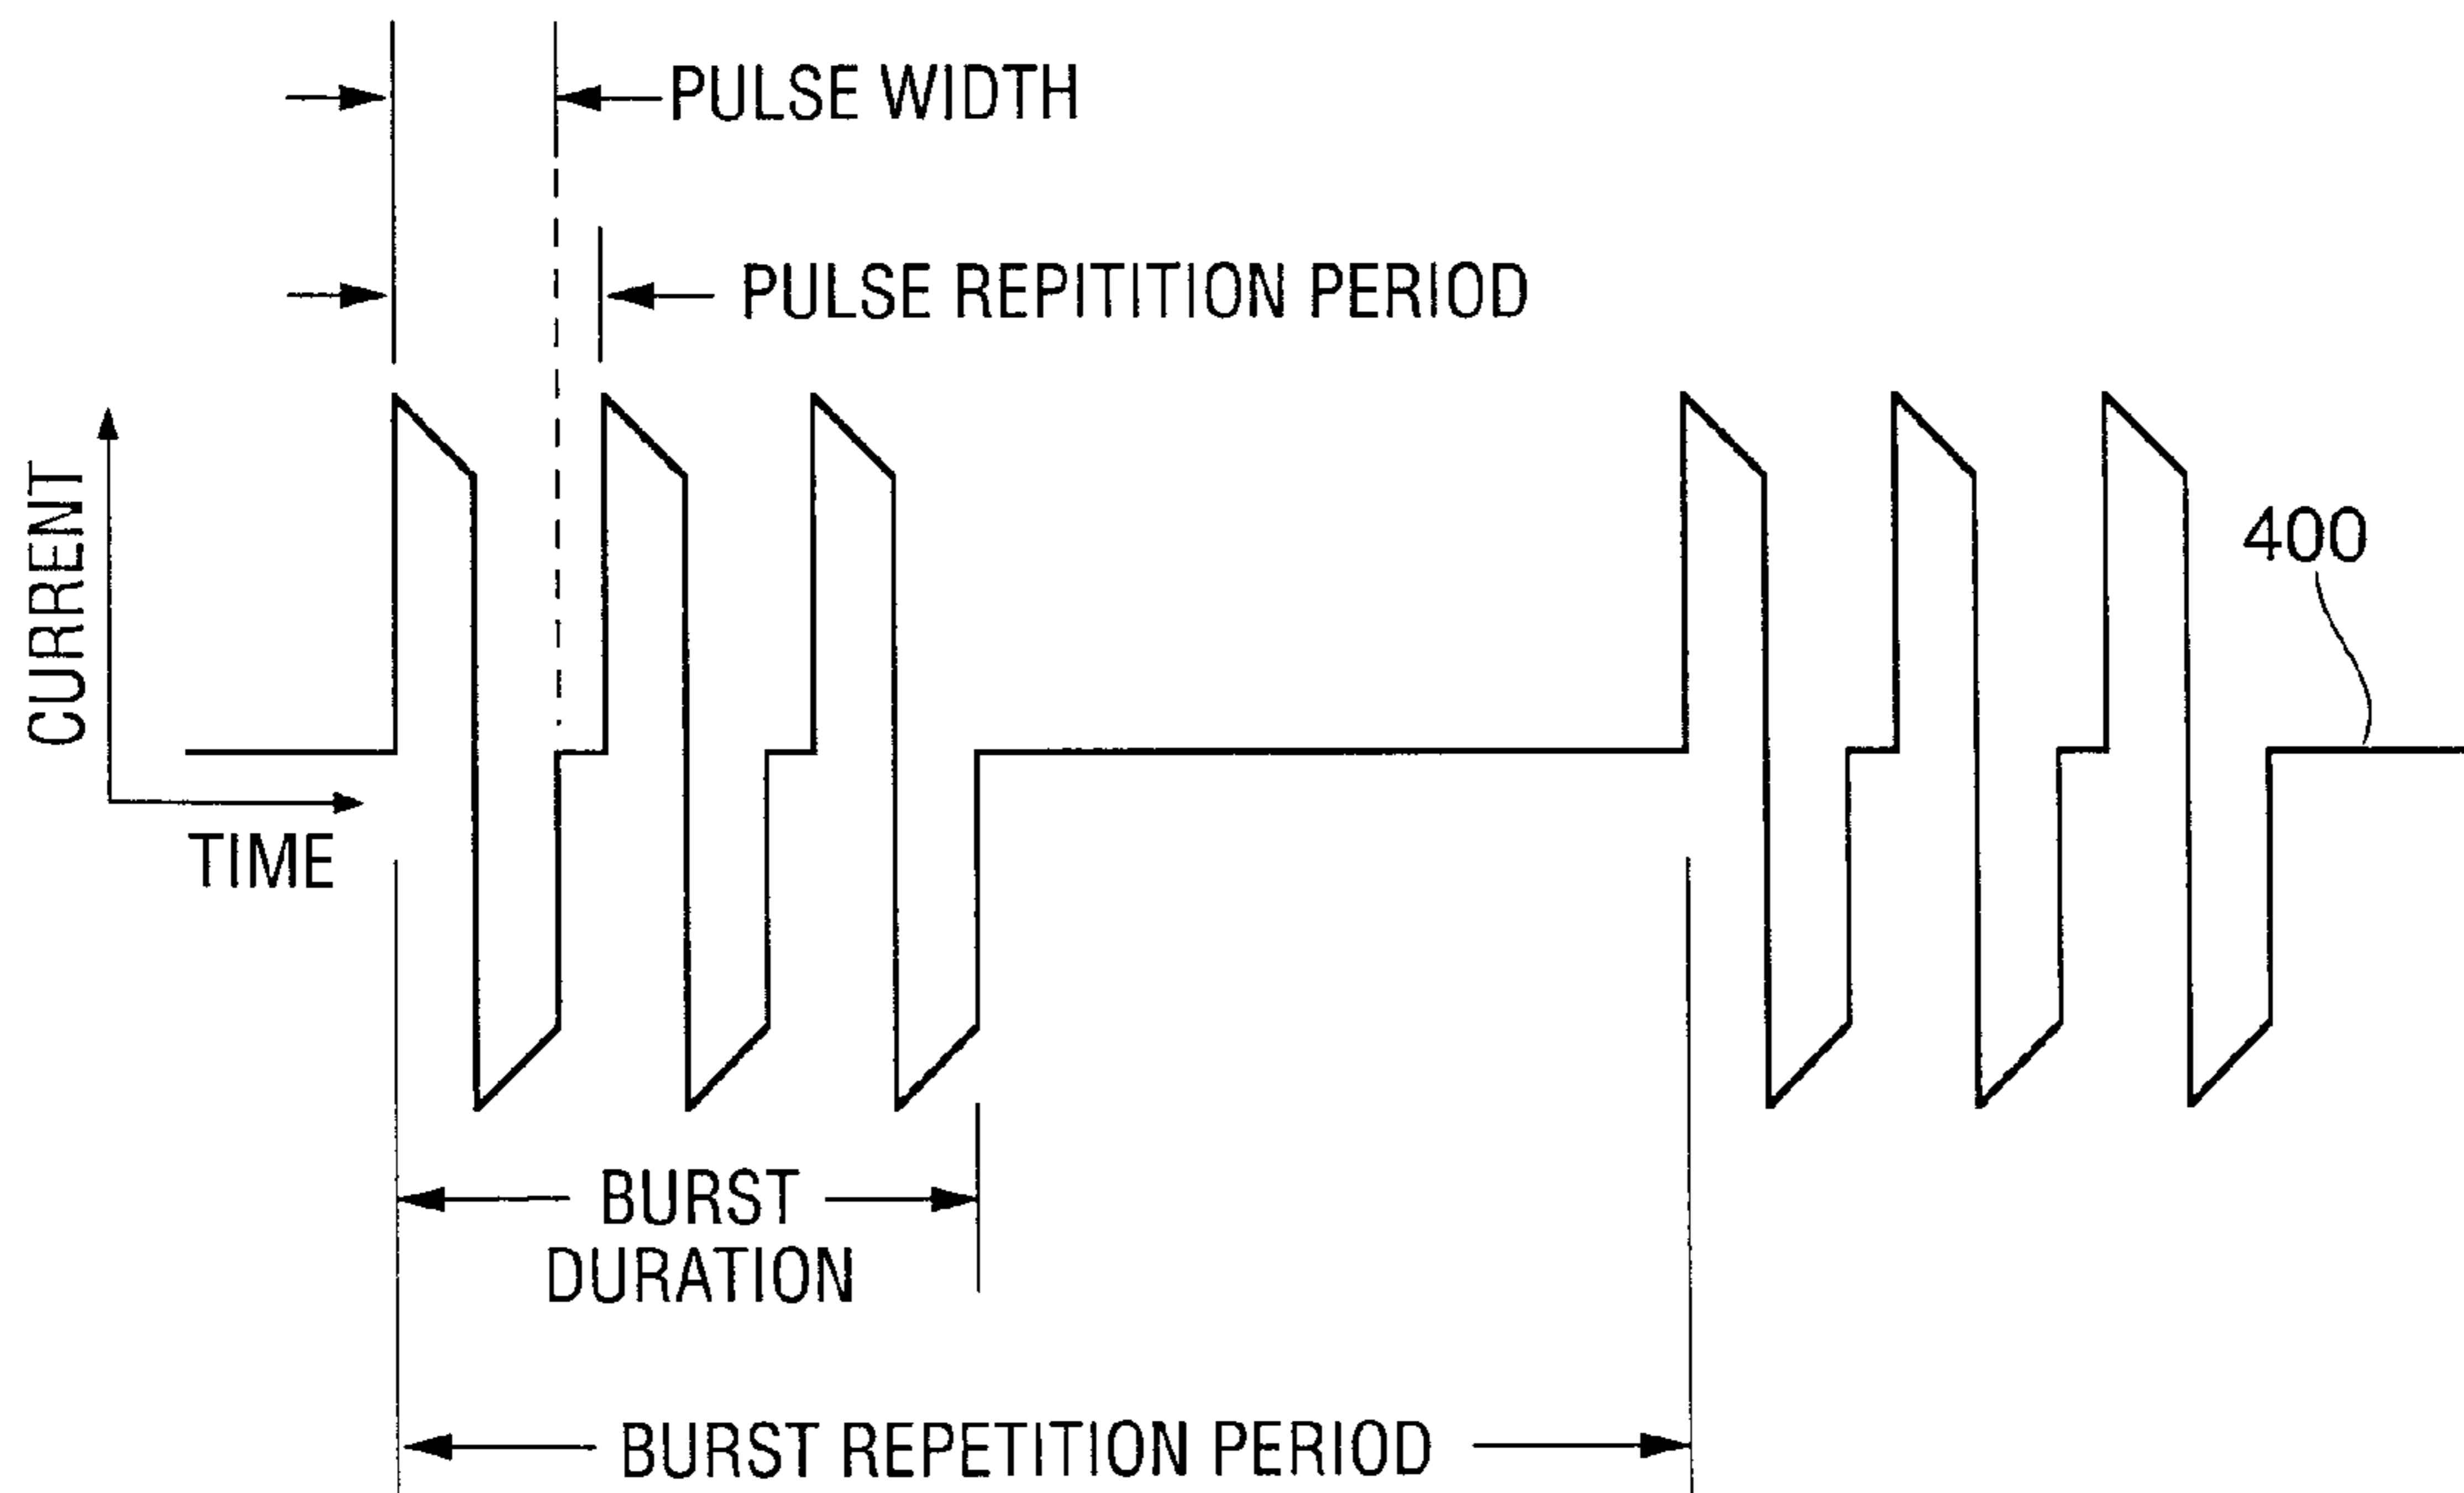 PULSE WIDTH
PULSE REPITITION PERIOD
CURRENT
400
TIME
BURST
DURATION
BURST REPETITION PERIOD